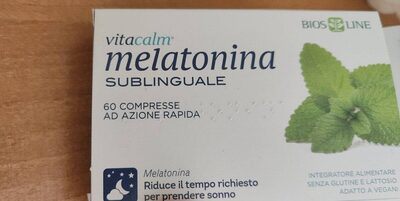 BIOS LINE
vitacalm®
melatonina
SUBLINGUALE
60 COMPRESSE
AD AZIONE RAPIDA
Melatonina
Riduce il tempo richiesto
per prendere sonno
INTEGRATORE ALIMENTARE
SENZA GLUTINE E LATTOSIO
ADATTO A VEGANI